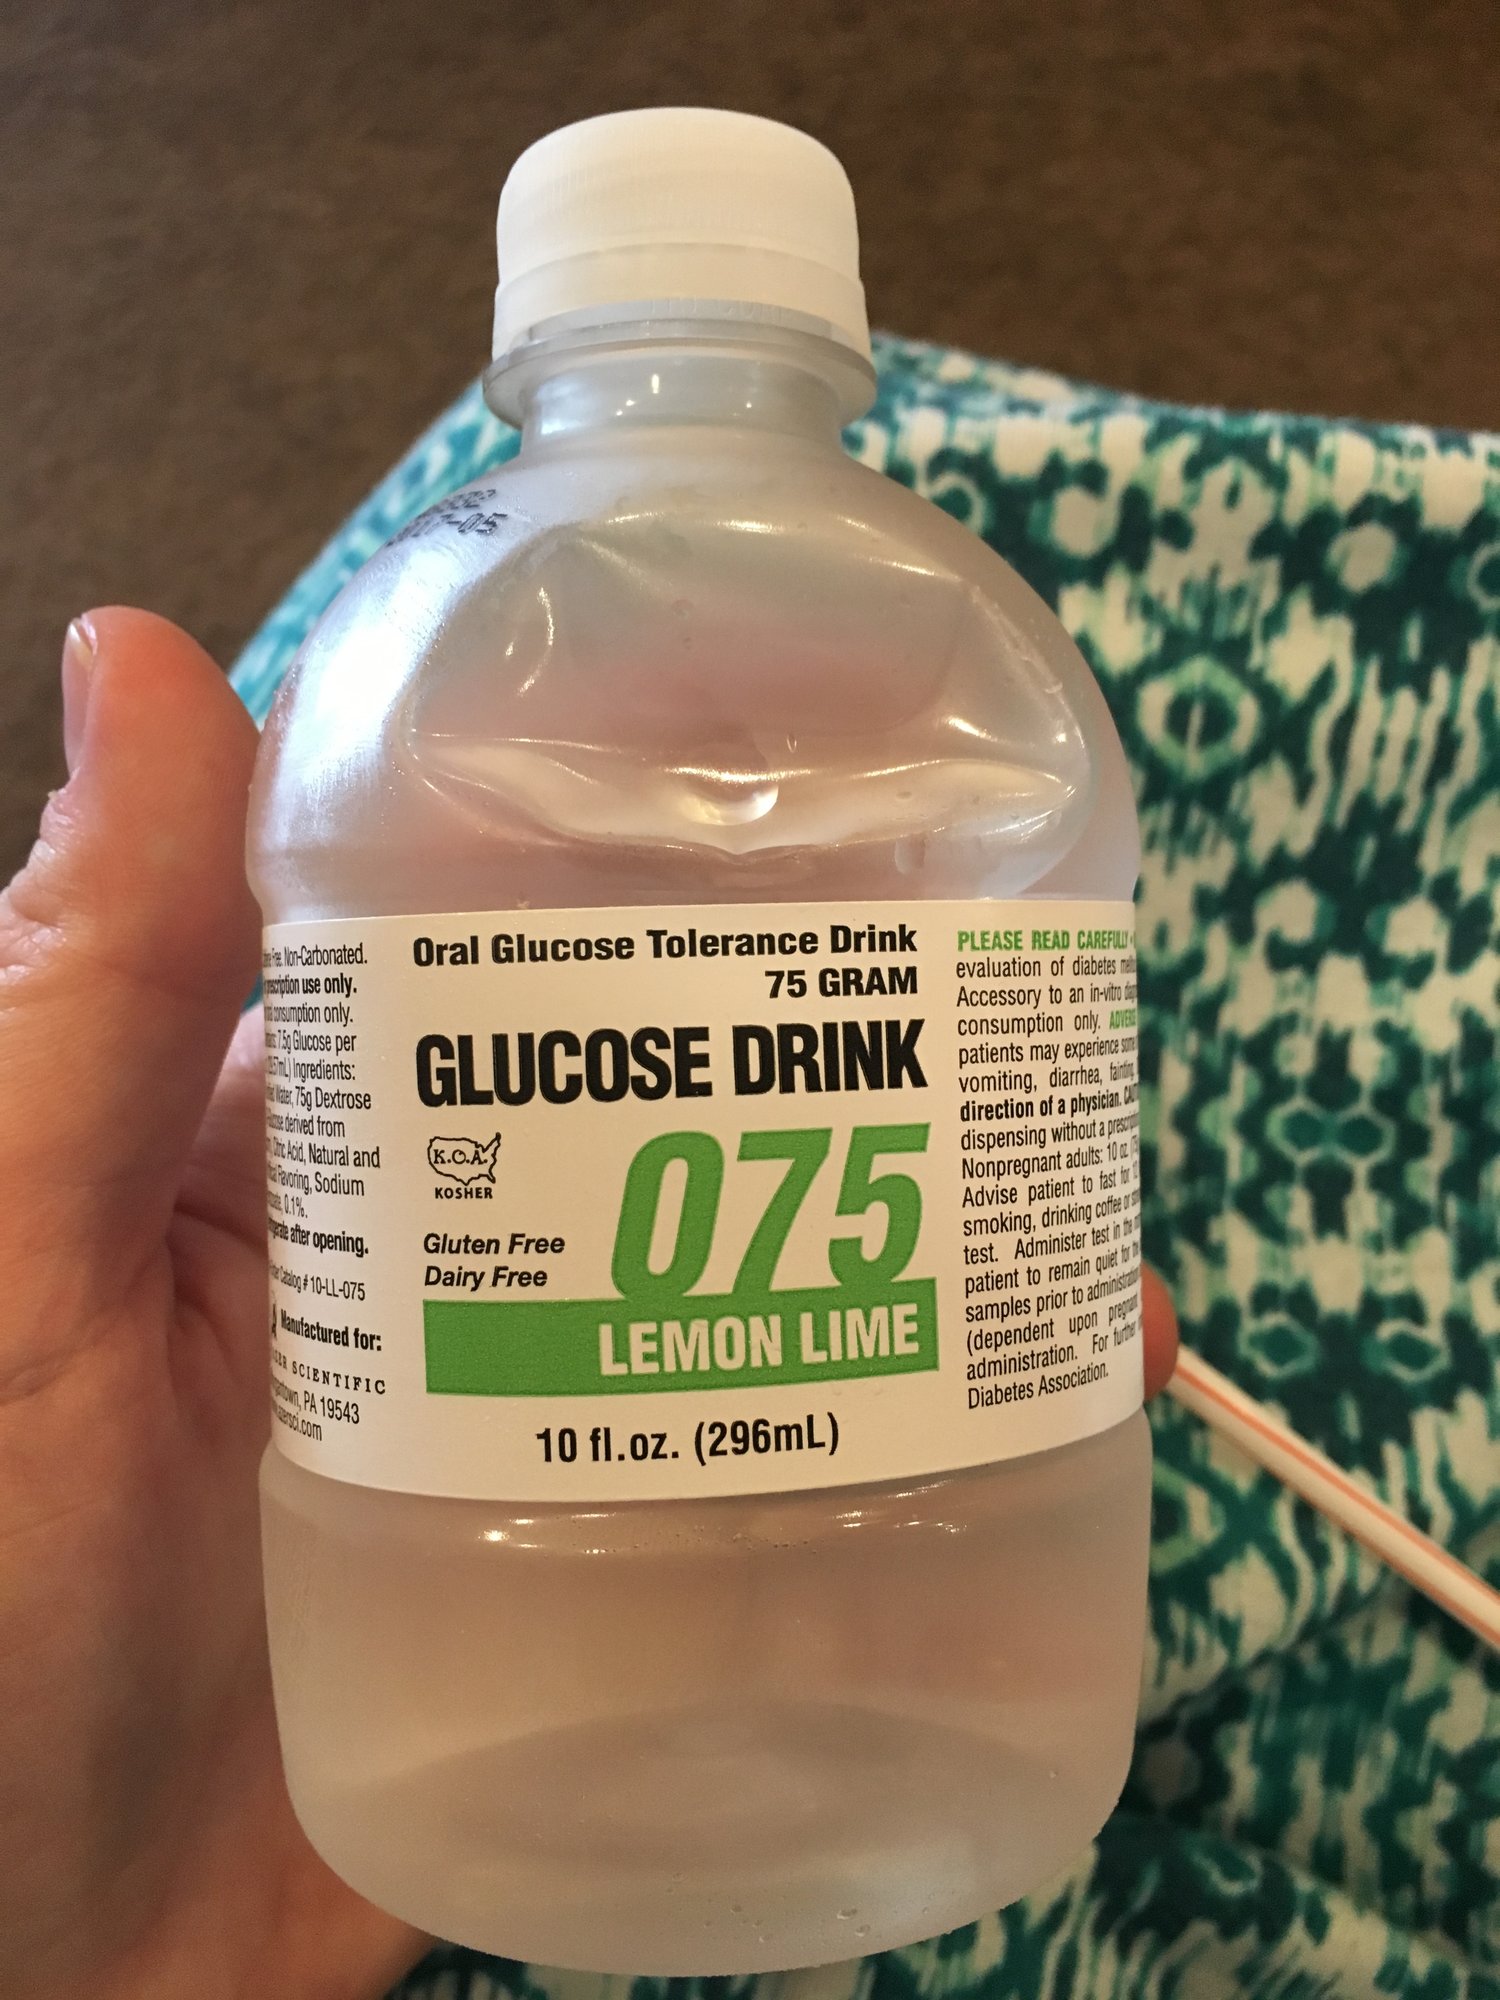 -05
Free. Non-Carbonated.
use only.
consumption only.
7.5g Glucose per
Ingredients:
Water, 75g Dextrose
derived from
Citric Acid, Natural and
Flavoring, Sodium
0.1%.
after opening.
Catalog # 10-LL-075
Manufactured for:
SCIENTIFIC
PA 19543
Oral Glucose Tolerance Drink
75 GRAM
GLUCOSE DRINK
K.O.A.
KOSHER
075
Gluten Free
Dairy Free
LEMON LIME
10 fl.oz. (296mL)
PLEASE READ CAREFULLY
evaluation of diabetes
Accessory to an in-vitro
consumption only.
patients may experience
vomiting, diarrhea, fainting,
direction of a physician.
dispensing without a
Nonpregnant adults: 10 oz.
Advise patient to fast for
smoking, drinking coffee or
test. Administer test in the
patient to remain quiet for
samples prior to
(dependent upon
administration. For further
Diabetes Association.